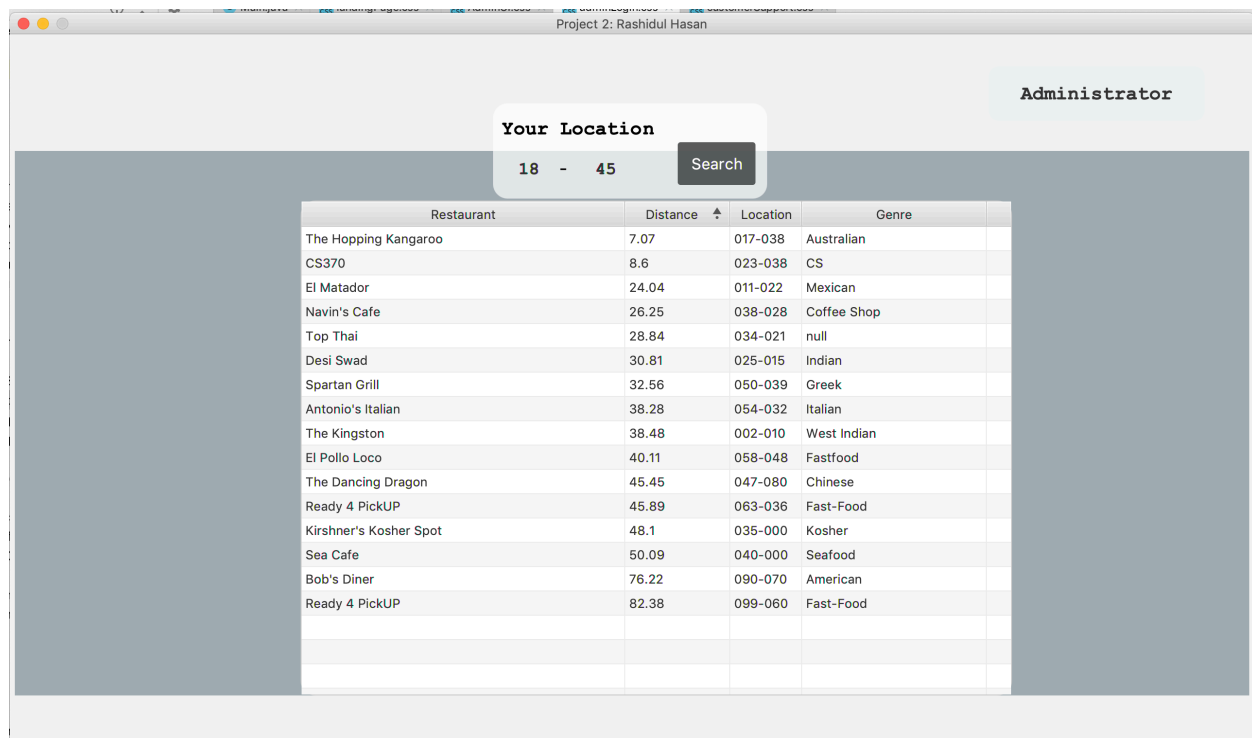 Project 2: Rashidul Hasan
Administrator
Your Location
18 - 45
Search
Restaurant Distance Location Genre
The Hopping Kangaroo 7.07 017-038 Australian
CS370 8.6 023-038 CS
El Matador 24.04 011-022 Mexican
Navin's Cafe 26.25 038-028 Coffee Shop
Top Thai 28.84 034-021 null
Desi Swad 30.81 025-015 Indian
Spartan Grill 32.56 050-039 Greek
Antonio's Italian 38.28 054-032 Italian
The Kingston 38.48 002-010 West Indian
El Pollo Loco 40.11 058-048 Fastfood
The Dancing Dragon 45.45 047-080 Chinese
Ready 4 PickUP 45.89 063-036 Fast-Food
Kirshner's Kosher Spot 48.1 035-000 Kosher
Sea Cafe 50.09 040-000 Seafood
Bob's Diner 76.22 090-070 American
Ready 4 PickUP 82.38 099-060 Fast-Food